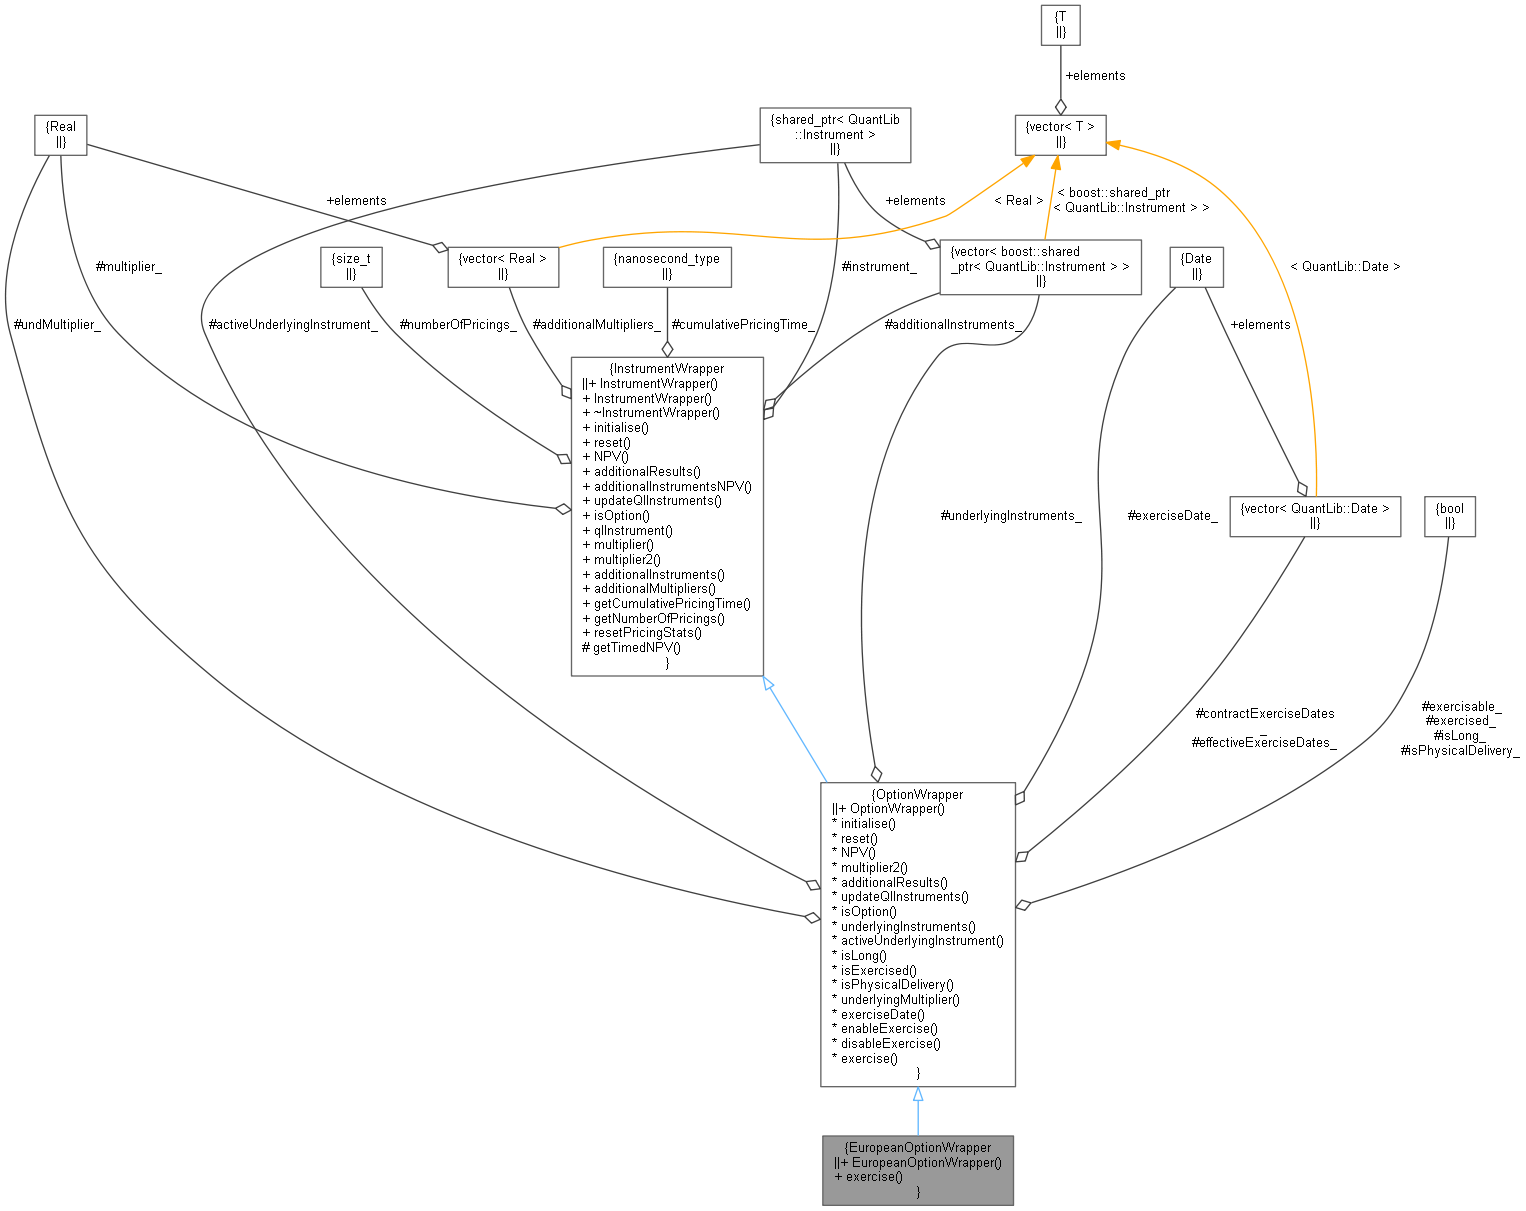 {T
||}
+elements
{Real
||}
{shared_ptr< QuantLib
::Instrument >
||}
{vector< T >
||}
+elements
+elements
< Real >
< boost::shared_ptr
< QuantLib::Instrument > >
#multiplier_
{size_t
||}
{vector< Real >
||}
{nanosecond_type
||}
#instrument_
{vector< boost::shared
_ptr< QuantLib::Instrument > >
||}
{Date
||}
< QuantLib::Date >
#undMultiplier_
#activeUnderlyingInstrument_
#numberOfPricings_
#additionalMultipliers_
#cumulativePricingTime_
#additionalInstruments_
+elements
{InstrumentWrapper
||+ InstrumentWrapper()
+ InstrumentWrapper()
+ ~InstrumentWrapper()
+ initialise()
+ reset()
+ NPV()
+ additionalResults()
+ additionalInstrumentsNPV()
+ updateQlInstruments()
+ isOption()
+ qlInstrument()
+ multiplier()
+ multiplier2()
+ additionalInstruments()
+ additionalMultipliers()
+ getCumulativePricingTime()
+ getNumberOfPricings()
+ resetPricingStats()
# getTimedNPV()
}
#underlyingInstruments_
#exerciseDate_
{vector< QuantLib::Date >
||}
{bool
||}
#contractExerciseDates
_
#effectiveExerciseDates_
#exercisable_
#exercised_
#isLong_
#isPhysicalDelivery_
{OptionWrapper
||+ OptionWrapper()
* initialise()
* reset()
* NPV()
* multiplier2()
* additionalResults()
* updateQlInstruments()
* isOption()
* underlyingInstruments()
* activeUnderlyingInstrument()
* isLong()
* isExercised()
* isPhysicalDelivery()
* underlyingMultiplier()
* exerciseDate()
* enableExercise()
* disableExercise()
* exercise()
}
{EuropeanOptionWrapper
||+ EuropeanOptionWrapper()
+ exercise()
}